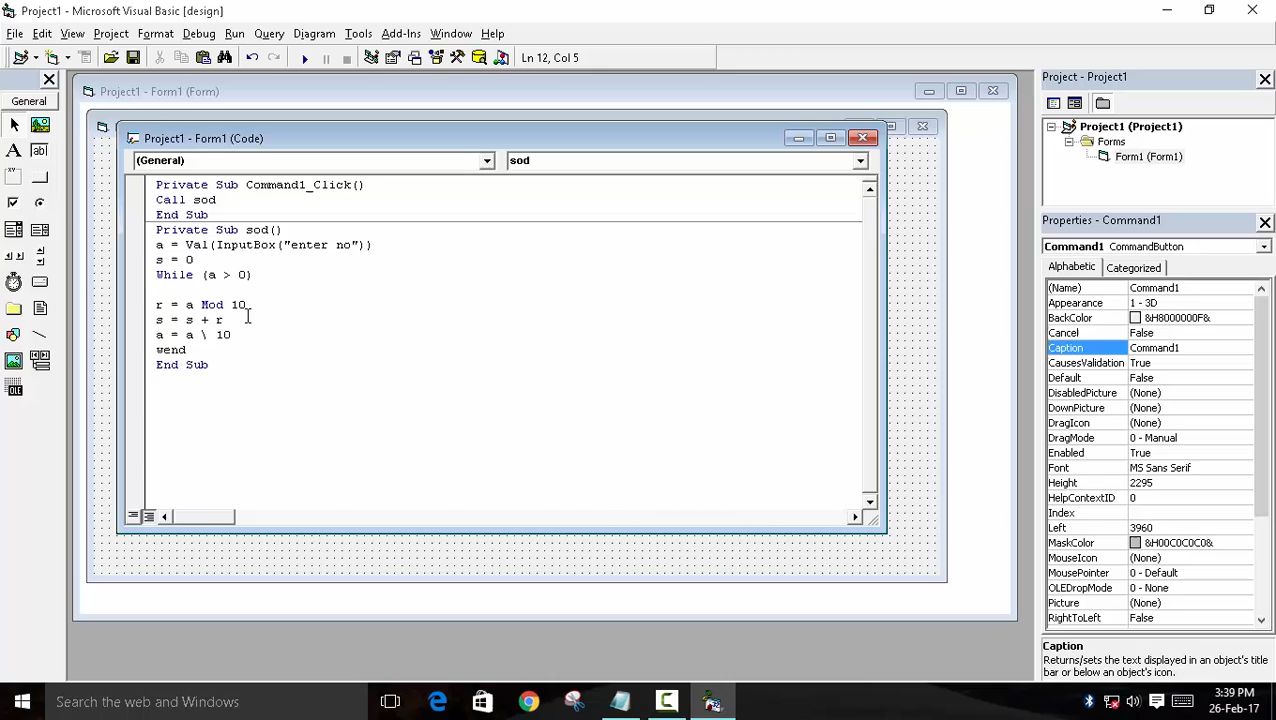 Project1 - Microsoft Visual Basic [design]
File Edit View Project Format Debug Run Query Diagram Tools Add-Ins Window Help
Ln 12, Col 5
General
Project1 - Form1 (Form)
Project1 - Form1 (Code)
(General) sod
Private Sub Command1_Click()
Call sod
End Sub
Private Sub sod()
a = Val(InputBox("enter no"))
s = 0
While (a > 0)
r = a Mod 10
s = s + r
a = a \ 10
wend
End Sub
Project - Project1
Project1 (Project1)
Forms
Form1 (Form1)
Properties - Command1
Command1 CommandButton
Alphabetic Categorized
(Name) Command1
Appearance 1 - 3D
BackColor &H8000000F&
Cancel False
Caption Command1
CausesValidation True
Default False
DisabledPicture (None)
DownPicture (None)
DragIcon (None)
DragMode 0 - Manual
Enabled True
Font MS Sans Serif
Height 2295
HelpContextID 0
Index
Left 3960
MaskColor &H00C0C0C0&
MouseIcon (None)
MousePointer 0 - Default
OLEDropMode 0 - None
Picture (None)
RightToLeft False
Caption
Returns/sets the text displayed in an object's title
bar or below an object's icon.
Search the web and Windows
3:39 PM
26-Feb-17